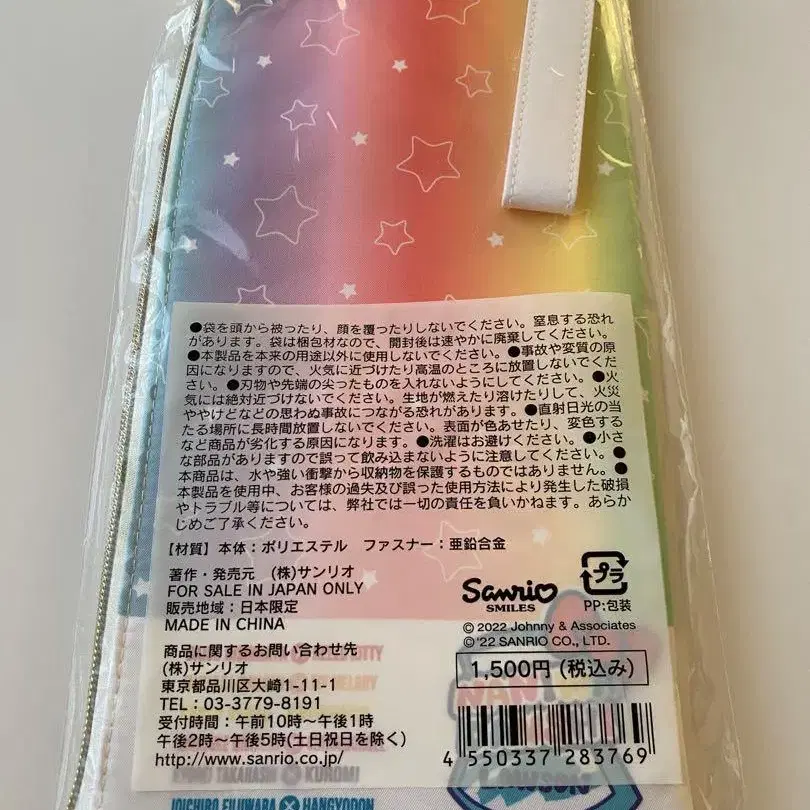 ●袋を頭から被ったり、顔を覆ったりしないでください。窒息する恐れ
があります。袋は梱包材なので、開封後は速やかに廃棄してください。
●本製品を本来の用途以外に使用しないでください。●事故や変質の原
因になりますので、火気に近づけたり高温のところに放置しないでくだ
さい。●刃物や先端の尖ったものを入れないようにしてください。●火
気には絶対近づけないでください。生地が燃えたり溶けたりして、火災
ややけどなどの思わぬ事故につながる恐れがあります。●直射日光の当
たる場所に長時間放置しないでください。表面が色あせたり、変色する
など商品が劣化する原因になります。●洗濯はお避けください。●小さ
な部品がありますので誤って飲み込まないように注意してください。●
本商品は、水や強い衝撃から収納物を保護するものではありません。●
本製品を使用中、お客様の過失及び誤った使用方法により発生した破損
やトラブル等については、弊社では一切の責任を負いかねます。あらか
じめご了承ください。
【材質】本体：ポリエステル　ファスナー：亜鉛合金
著作・発売元　(株)サンリオ
FOR SALE IN JAPAN ONLY
販売地域：日本限定
MADE IN CHINA
商品に関するお問い合わせ先
(株)サンリオ
東京都品川区大崎1-11-1
TEL：03-3779-8191
受付時間：午前10時～午後1時
午後2時～午後5時(土日祝日を除く)
http://www.sanrio.co.jp/
Sanrio
SMILES
プラ
PP:包装
© 2022 Johnny & Associates
© '22 SANRIO CO., LTD.
1,500円(税込み)
4 550337 283769
KITTY
TAKAHASHI × KUROMI
JOICHIRO FUJIWARA × HANGYODON